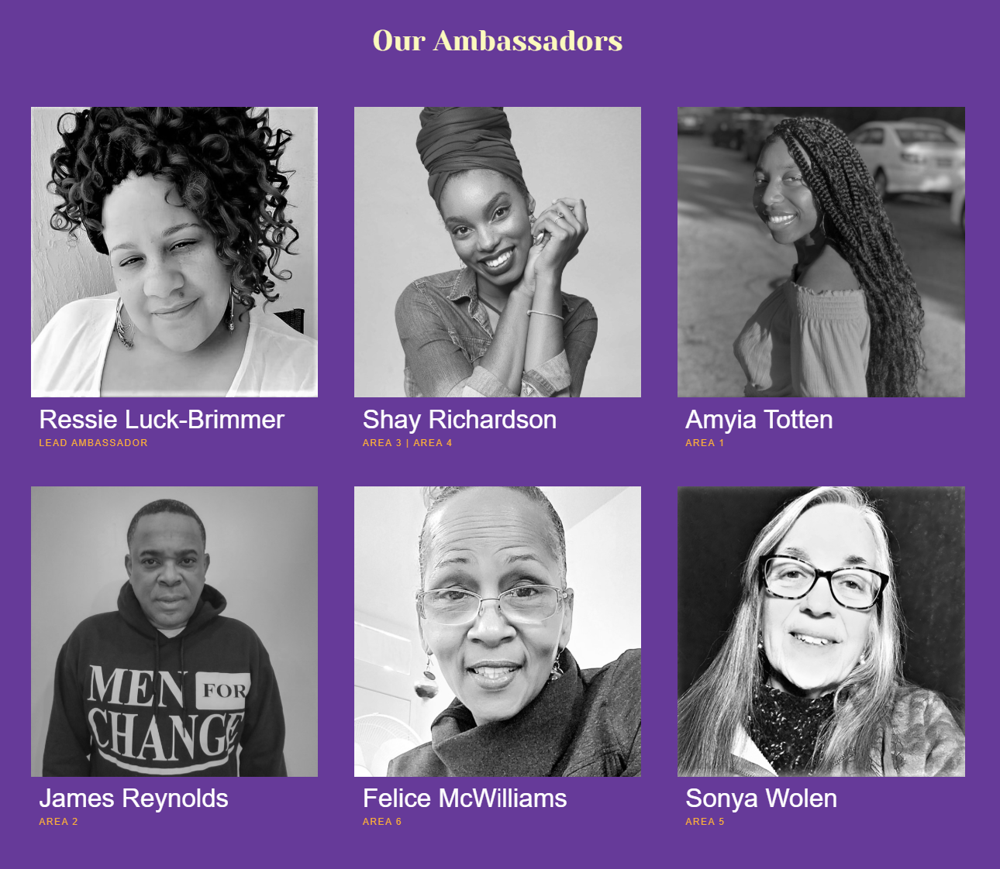 Our Ambassadors
Ressie Luck-Brimmer
LEAD AMBASSADOR
Shay Richardson
AREA 3 | AREA 4
Amyia Totten
AREA 1
MEN FOR
CHANGE
James Reynolds
AREA 2
Felice McWilliams
AREA 6
Sonya Wolen
AREA 5